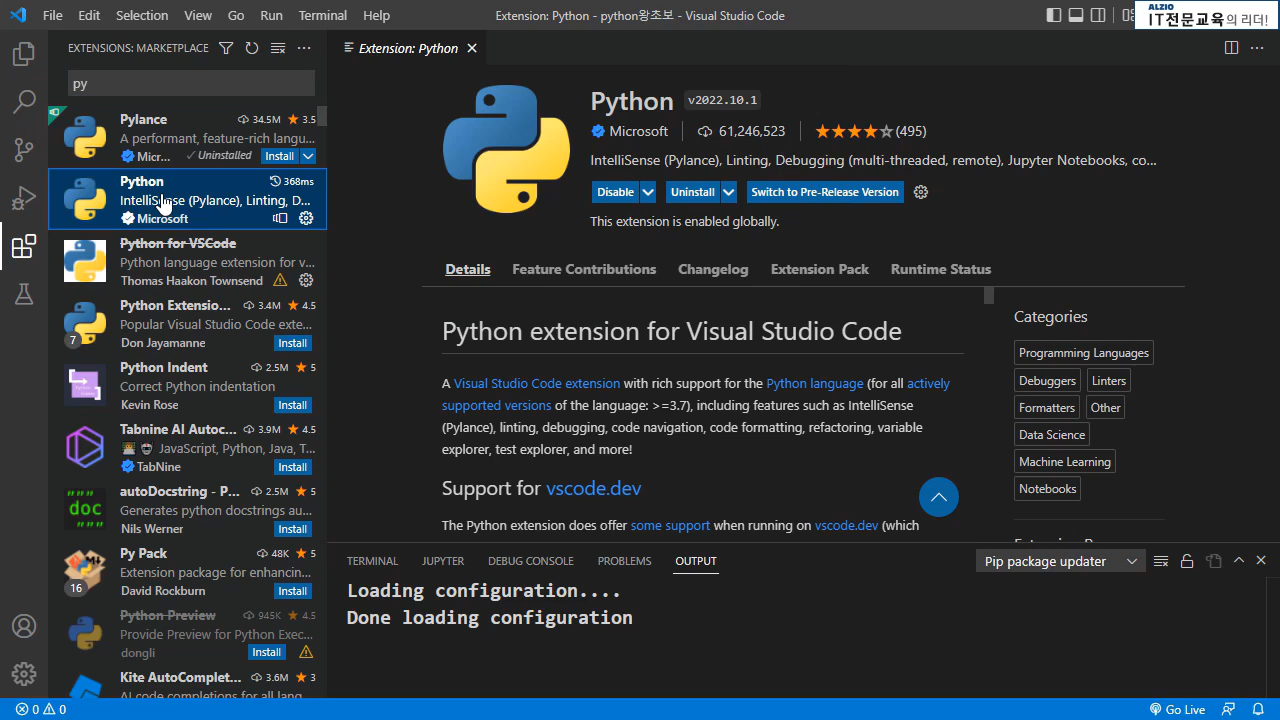 File Edit Selection View Go Run Terminal Help
Extension: Python - python왕초보 - Visual Studio Code
ALZIO
IT전문교육의 리더!
EXTENSIONS: MARKETPLACE
py
Pylance 34.5M 3.5
A performant, feature-rich langu...
Micr... Uninstalled Install
Python 368ms
IntelliSense (Pylance), Linting, D...
Microsoft
Python for VSCode
Python language extension for v...
Thomas Haakon Townsend
Python Extensio... 3.4M 4.5
Popular Visual Studio Code exte...
7 Don Jayamanne Install
Python Indent 2.5M 5
Correct Python indentation
Kevin Rose Install
Tabnine AI Autoc... 3.9M 4.5
JavaScript, Python, Java, T...
TabNine Install
autoDocstring - P... 2.5M 5
Generates python docstrings au...
""" doc """
Nils Werner Install
Py Pack 48K 5
Extension package for enhancin...
16 David Rockburn Install
Python Preview 945K 4.5
Provide Preview for Python Exec...
dongli Install
Kite AutoComplet... 3.6M 3
AI code completions for all lang
Extension: Python
Python v2022.10.1
Microsoft 61,246,523 (495)
IntelliSense (Pylance), Linting, Debugging (multi-threaded, remote), Jupyter Notebooks, co...
Disable Uninstall Switch to Pre-Release Version
This extension is enabled globally.
Details Feature Contributions Changelog Extension Pack Runtime Status
Python extension for Visual Studio Code
A Visual Studio Code extension with rich support for the Python language (for all actively
supported versions of the language: >=3.7), including features such as IntelliSense
(Pylance), linting, debugging, code navigation, code formatting, refactoring, variable
explorer, test explorer, and more!
Support for vscode.dev
The Python extension does offer some support when running on vscode.dev (which
Categories
Programming Languages
Debuggers Linters
Formatters Other
Data Science
Machine Learning
Notebooks
TERMINAL JUPYTER DEBUG CONSOLE PROBLEMS OUTPUT
Pip package updater
Loading configuration....
Done loading configuration
0 0
Go Live